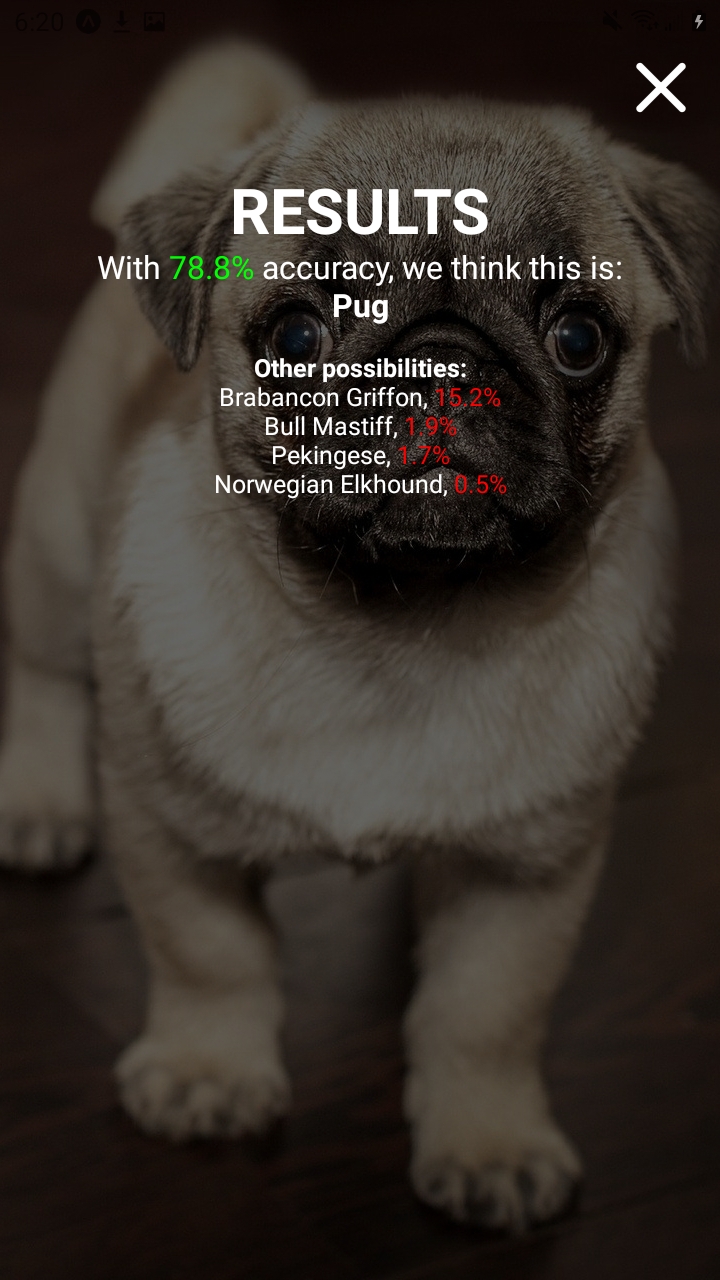 6:20
RESULTS
With 78.8% accuracy, we think this is:
Pug
Other possibilities:
Brabancon Griffon, 15.2%
Bull Mastiff, 1.9%
Pekingese, 1.7%
Norwegian Elkhound, 0.5%